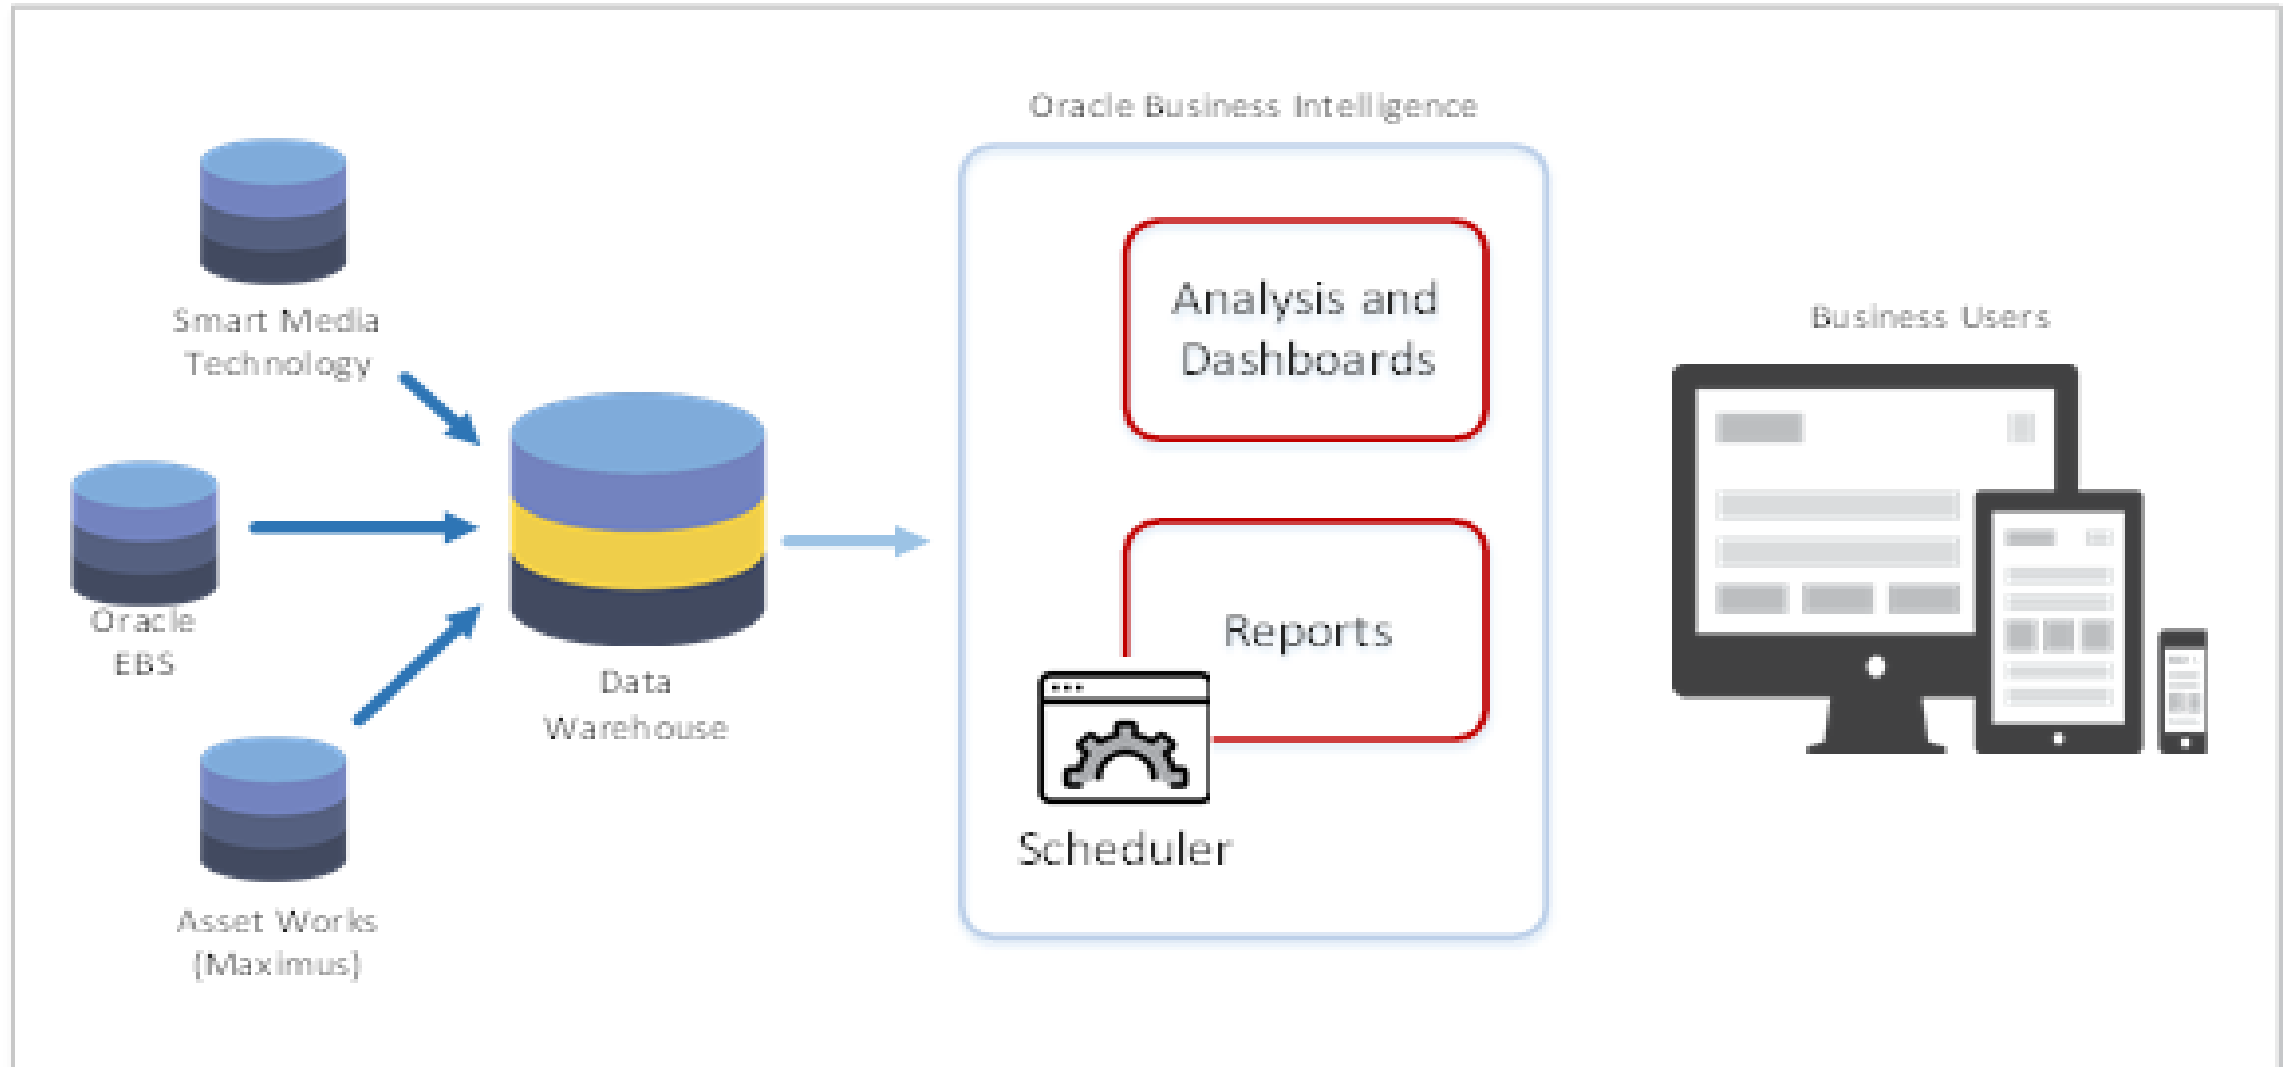 Oracle Business Intelligence
Smart Media
Technology
Oracle
EBS
Asset Works
(Maximus)
Data
Warehouse
Analysis and
Dashboards
Reports
Scheduler
Business Users